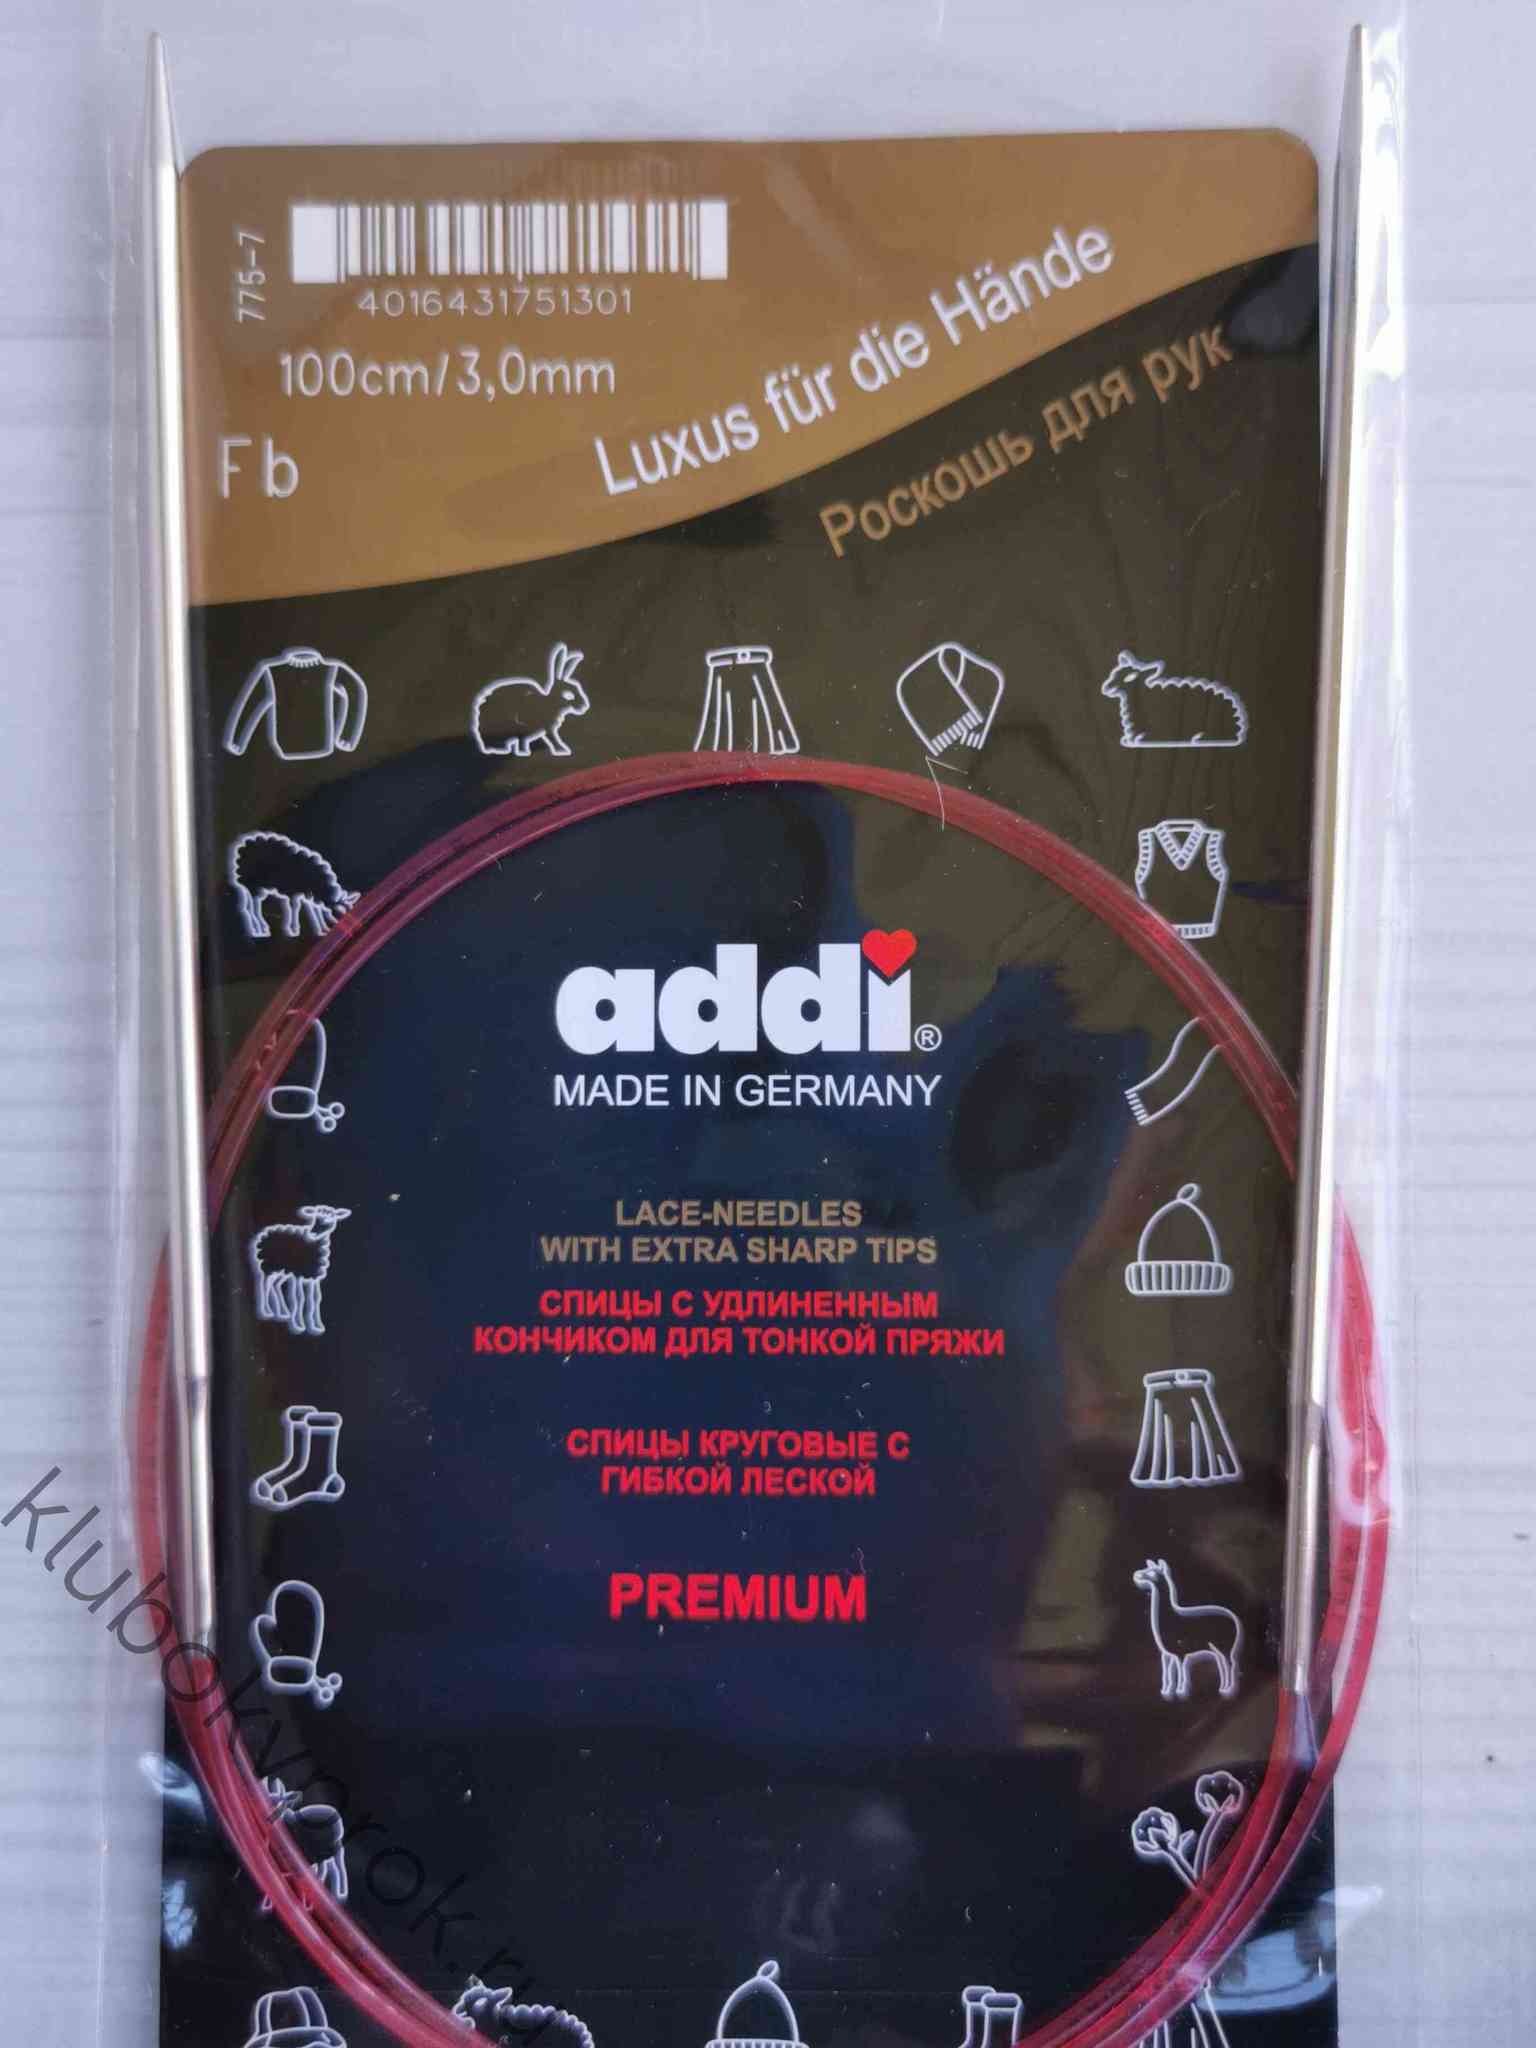 775-7
4016431751301
100cm/3,0mm
Fb
Luxus für die Hände
Роскошь для рук
addi®
MADE IN GERMANY
LACE-NEEDLES
WITH EXTRA SHARP TIPS
СПИЦЫ С УДЛИНЕННЫМ
КОНЧИКОМ ДЛЯ ТОНКОЙ ПРЯЖИ
СПИЦЫ КРУГОВЫЕ С
ГИБКОЙ ЛЕСКОЙ
PREMIUM
klubokvprok.ru